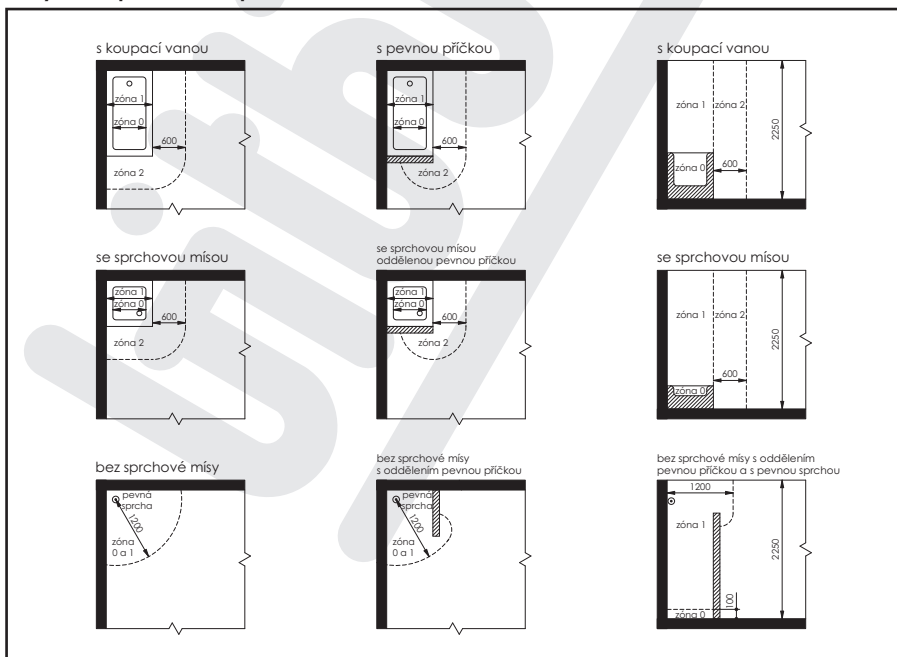 s koupací vanou
zóna 1
zóna 0
600
zóna 2
s pevnou příčkou
zóna 1
zóna 0
600
zóna 2
s koupací vanou
zóna 1
zóna 2
2250
zóna 0
600
se sprchovou mísou
zóna 1
zóna 0
600
zóna 2
se sprchovou mísou
oddělenou pevnou příčkou
zóna 1
zóna 0
600
zóna 2
se sprchovou mísou
zóna 1
zóna 2
2250
600
zóna 0
bez sprchové mísy
pevná
sprcha
1200
zóna
0 a 1
bez sprchové mísy
s oddělením pevnou příčkou
pevná
sprcha
1200
zóna
0 a 1
bez sprchové mísy s oddělením
pevnou příčkou a s pevnou sprchou
1200
zóna 1
2250
100
zóna 0